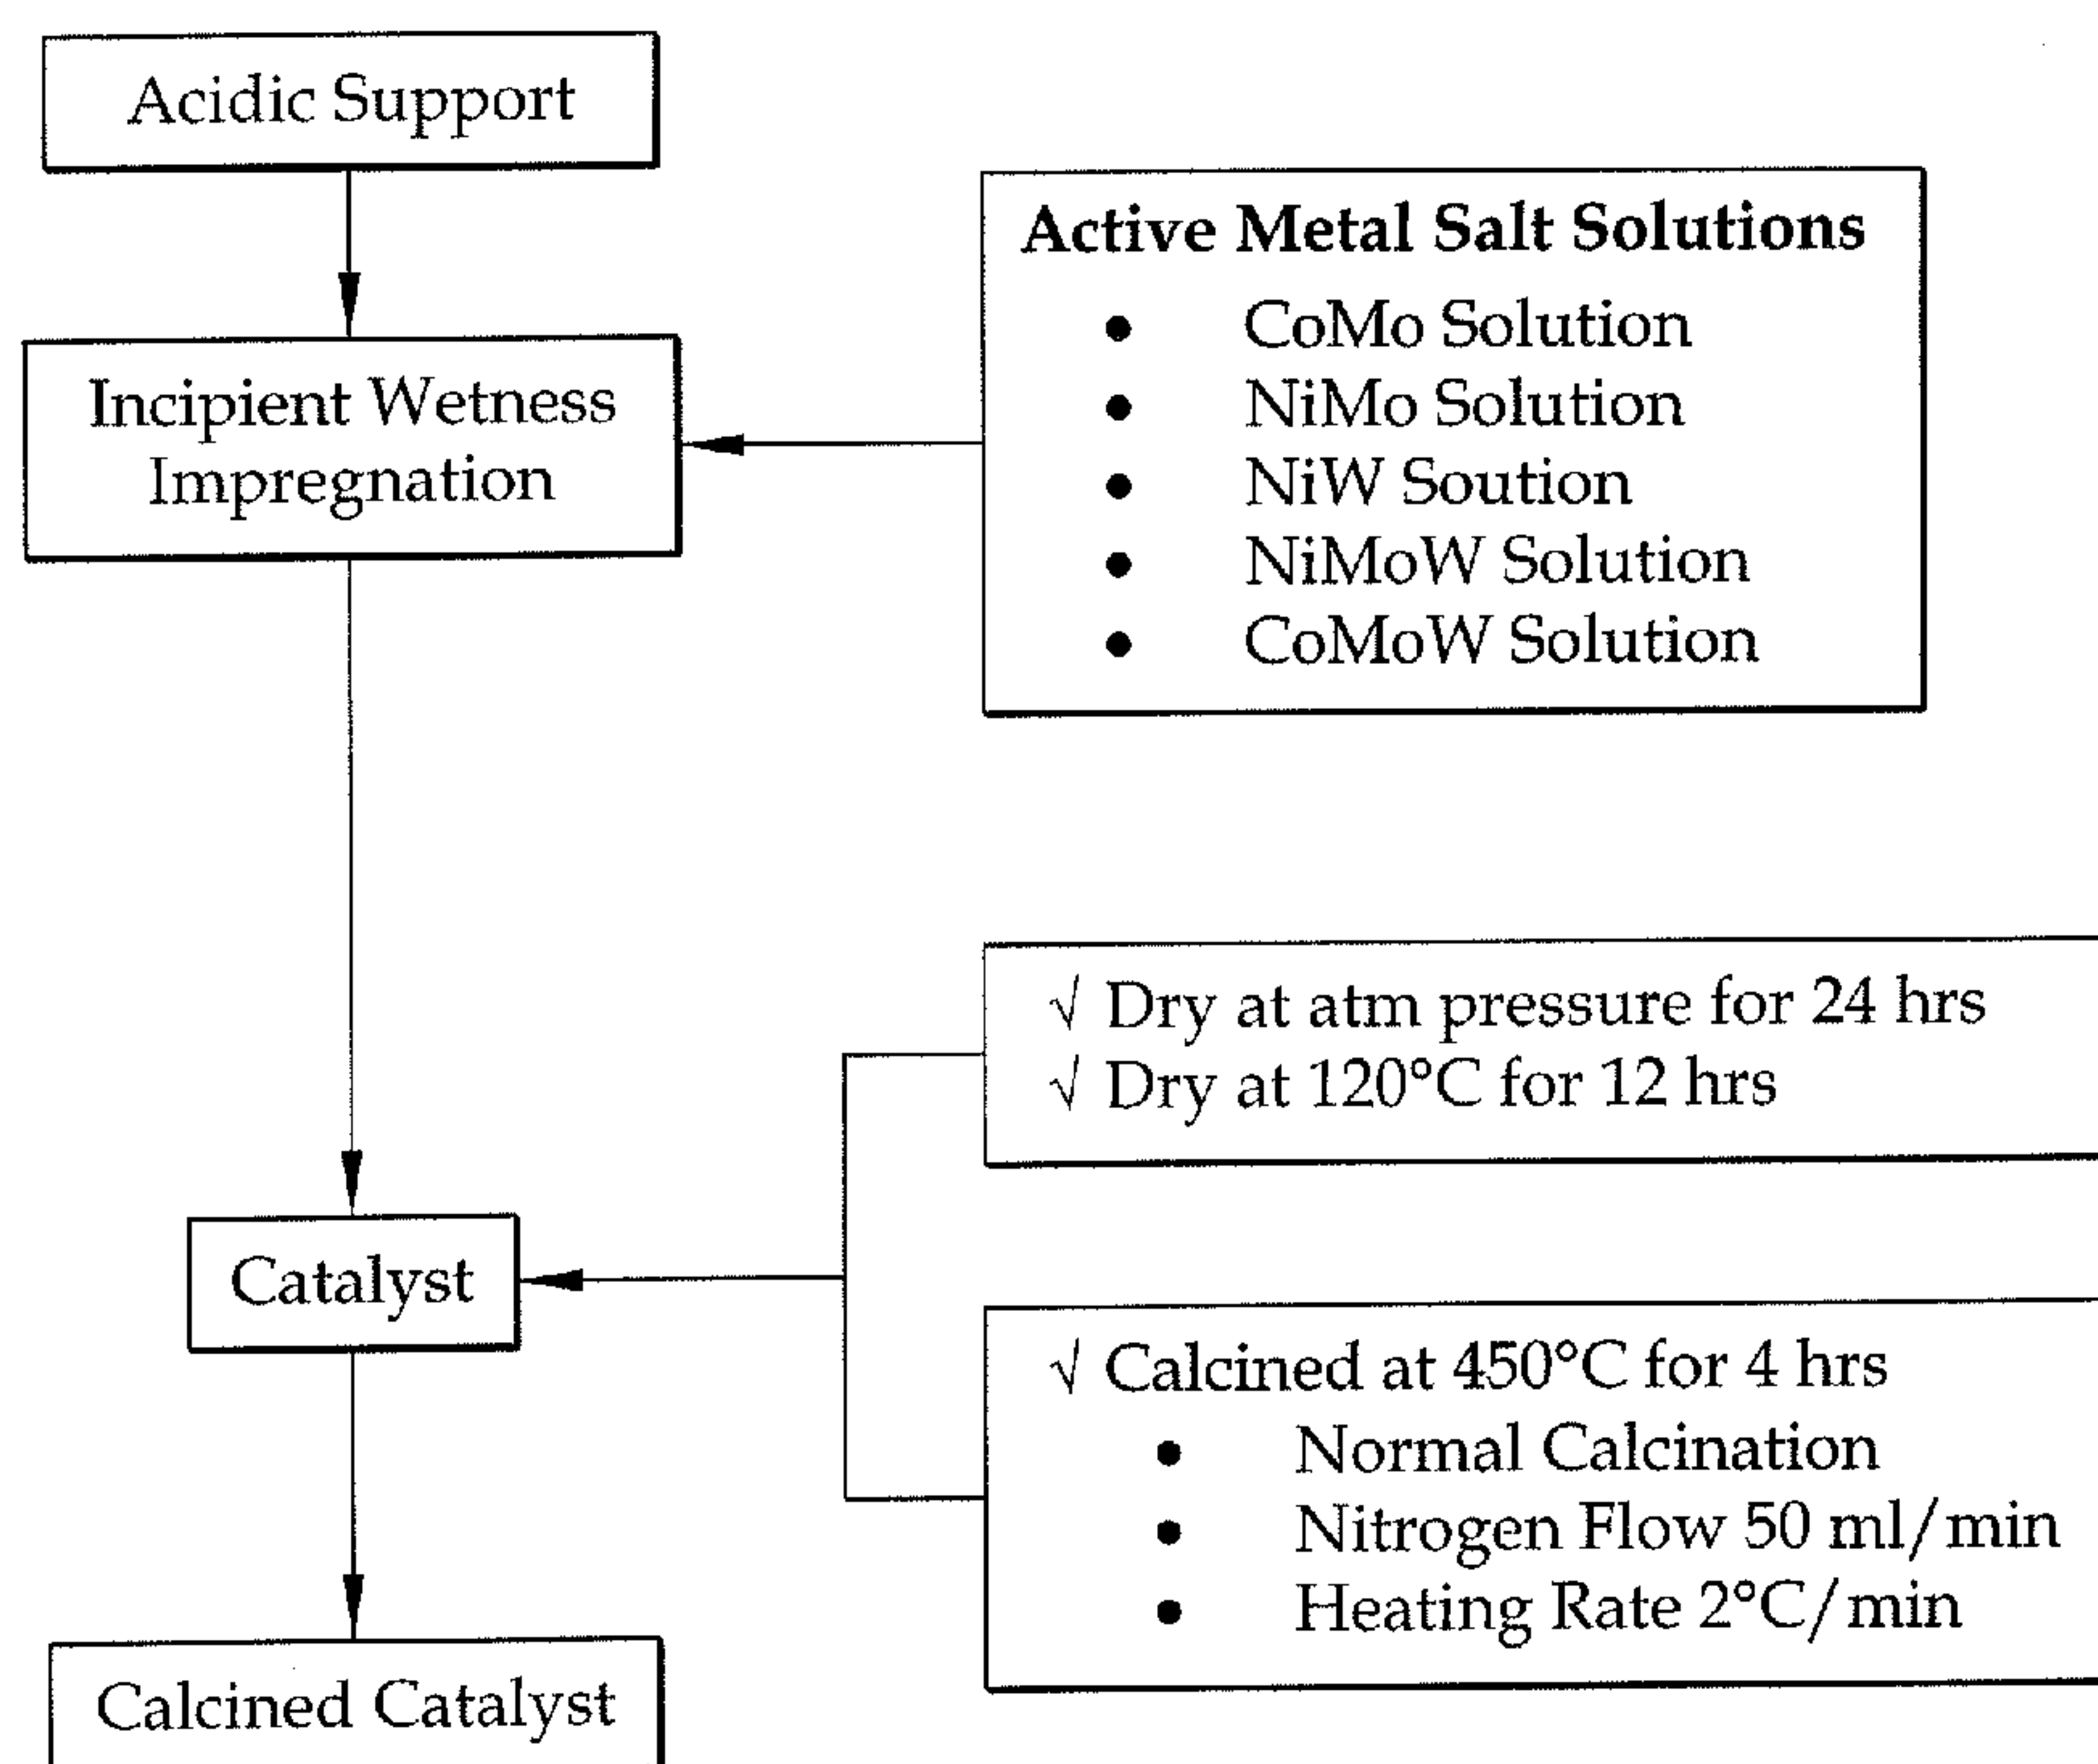 Acidic Support
Incipient Wetness
Impregnation
Active Metal Salt Solutions
● CoMo Solution
● NiMo Solution
● NiW Soution
● NiMoW Solution
● CoMoW Solution
√ Dry at atm pressure for 24 hrs
√ Dry at 120°C for 12 hrs
Catalyst
√ Calcined at 450°C for 4 hrs
● Normal Calcination
● Nitrogen Flow 50 ml/min
● Heating Rate 2°C/min
Calcined Catalyst